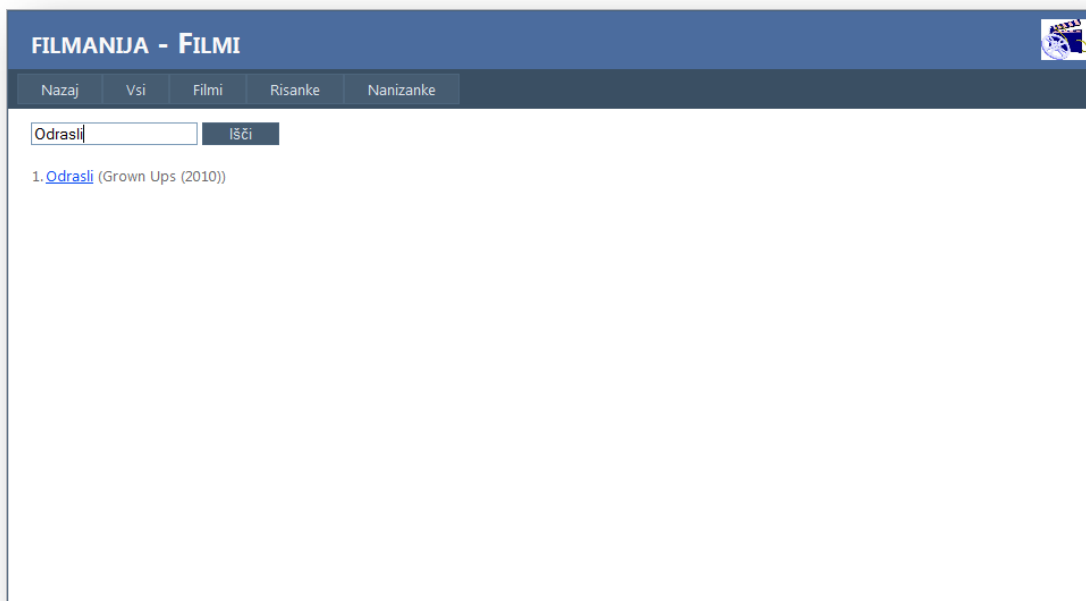 FILMANIJA - FILMI
Nazaj Vsi Filmi Risanke Nanizanke
Odrasli Išči
1. Odrasli (Grown Ups (2010))